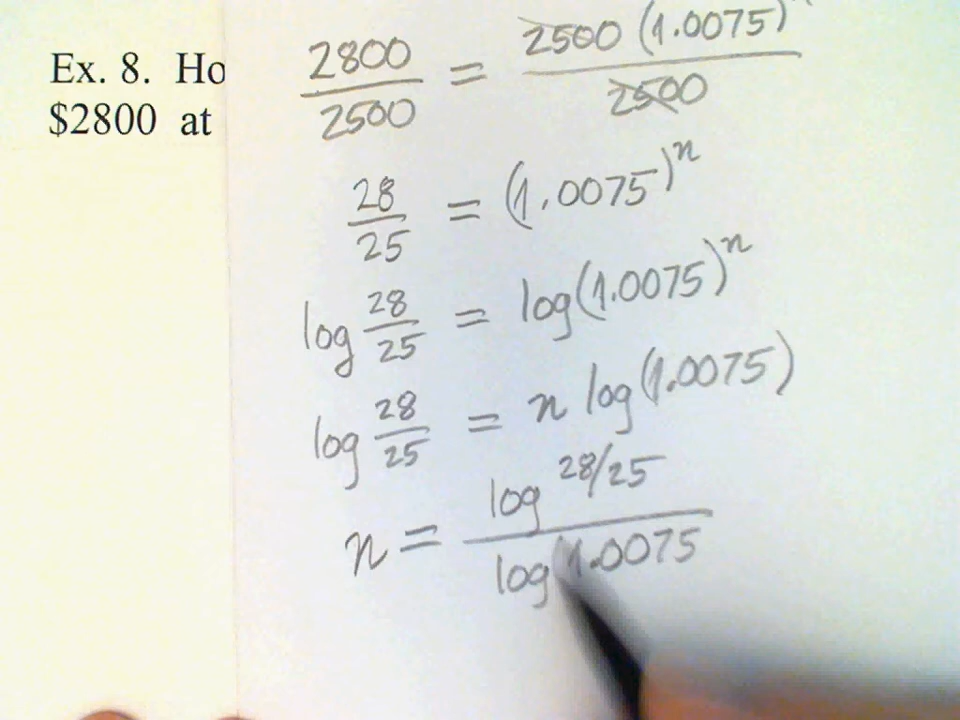 Ex. 8. Ho
$2800 at
2800/2500 = 2500 (1.0075)^n/2500
28/25 = (1.0075)^n
log 28/25 = log(1.0075)^n
log 28/25 = n log(1.0075)
n = log 28/25 / log 1.0075